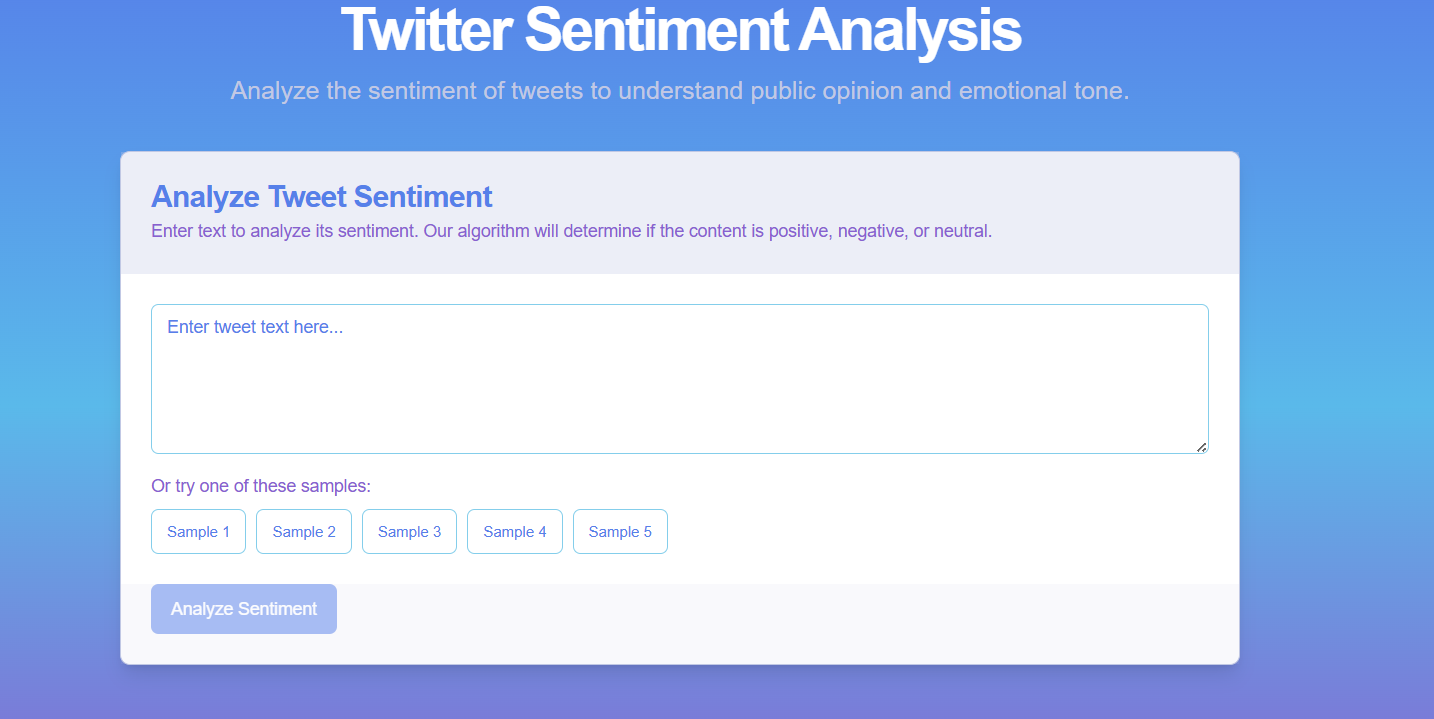 Twitter Sentiment Analysis
Analyze the sentiment of tweets to understand public opinion and emotional tone.
Analyze Tweet Sentiment
Enter text to analyze its sentiment. Our algorithm will determine if the content is positive, negative, or neutral.
Enter tweet text here...
Or try one of these samples:
Sample 1 Sample 2 Sample 3 Sample 4 Sample 5
Analyze Sentiment